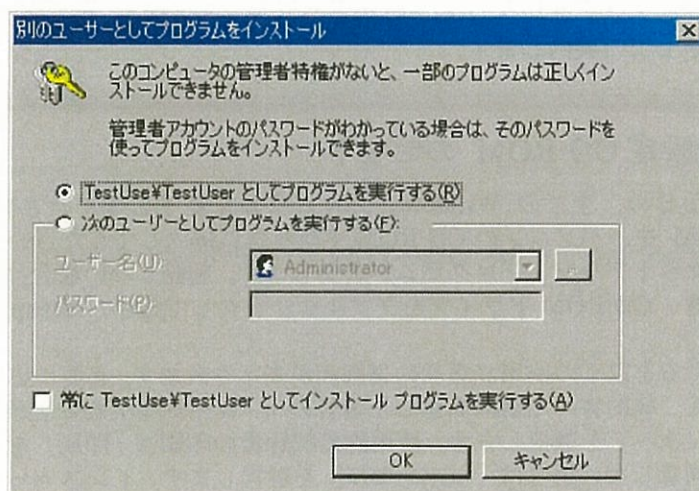 別のユーザーとしてプログラムをインストール
このコンピュータの管理者特権がないと、一部のプログラムは正しくイン
ストールできません。
管理者アカウントのパスワードがわかっている場合は、そのパスワードを
使ってプログラムをインストールできます。
TestUse¥TestUser としてプログラムを実行する(R)
次のユーザーとしてプログラムを実行する(F):
ユーザー名(U):
Administrator
...
パスワード(P):
常に TestUse¥TestUser としてインストール プログラムを実行する(A)
OK
キャンセル